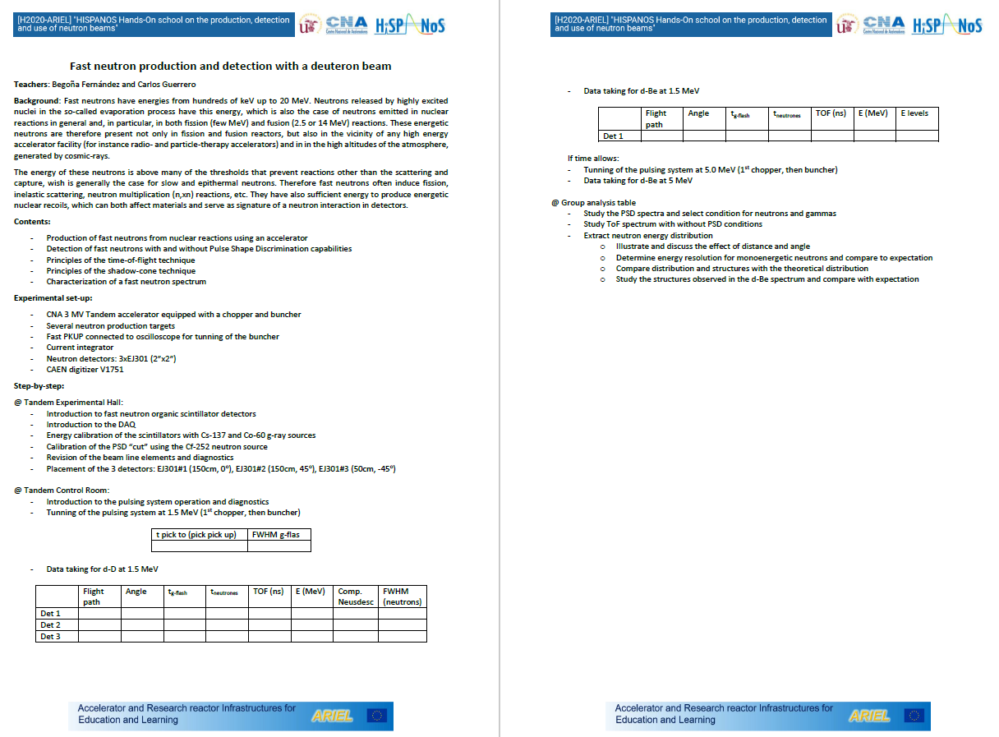 [H2020-ARIEL] "HISPANOS Hands-On school on the production, detection
and use of neutron beams"
CNA
HiSPANoS
Fast neutron production and detection with a deuteron beam
Teachers: Begoña Fernández and Carlos Guerrero
Background: Fast neutrons have energies from hundreds of keV up to 20 MeV. Neutrons released by highly excited
nuclei in the so-called evaporation process have this energy, which is also the case of neutrons emitted in nuclear
reactions in general and, in particular, in both fission (few MeV) and fusion (2.5 or 14 MeV) reactions. These energetic
neutrons are therefore present not only in fission and fusion reactors, but also in the vicinity of any high energy
accelerator facility (for instance radio- and particle-therapy accelerators) and in in the high altitudes of the atmosphere,
generated by cosmic-rays.
The energy of these neutrons is above many of the thresholds that prevent reactions other than the scattering and
capture, wish is generally the case for slow and epithermal neutrons. Therefore fast neutrons often induce fission,
inelastic scattering, neutron multiplication (n,xn) reactions, etc. They have also sufficient energy to produce energetic
nuclear recoils, which can both affect materials and serve as signature of a neutron interaction in detectors.
Contents:
- Production of fast neutrons from nuclear reactions using an accelerator
- Detection of fast neutrons with and without Pulse Shape Discrimination capabilities
- Principles of the time-of-flight technique
- Principles of the shadow-cone technique
- Characterization of a fast neutron spectrum
Experimental set-up:
- CNA 3 MV Tandem accelerator equipped with a chopper and buncher
- Several neutron production targets
- Fast PKUP connected to oscilloscope for tunning of the buncher
- Current integrator
- Neutron detectors: 3xEJ301 (2"x2")
- CAEN digitizer V1751
Step-by-step:
@ Tandem Experimental Hall:
- Introduction to fast neutron organic scintillator detectors
- Introduction to the DAQ
- Energy calibration of the scintillators with Cs-137 and Co-60 g-ray sources
- Calibration of the PSD "cut" using the Cf-252 neutron source
- Revision of the beam line elements and diagnostics
- Placement of the 3 detectors: EJ301#1 (150cm, 0º), EJ301#2 (150cm, 45º), EJ301#3 (50cm, -45º)
@ Tandem Control Room:
- Introduction to the pulsing system operation and diagnostics
- Tunning of the pulsing system at 1.5 MeV (1st chopper, then buncher)
t pick to (pick pick up) FWHM g-flas
- Data taking for d-D at 1.5 MeV
Flight path Angle tg-flash tneutrones TOF (ns) E (MeV) Comp. Neusdesc FWHM (neutrons)
Det 1
Det 2
Det 3
Accelerator and Research reactor Infrastructures for
Education and Learning
ARIEL
[H2020-ARIEL] "HISPANOS Hands-On school on the production, detection
and use of neutron beams"
CNA
HiSPANoS
- Data taking for d-Be at 1.5 MeV
Flight path Angle tg-flash tneutrones TOF (ns) E (MeV) E levels
Det 1
If time allows:
- Tunning of the pulsing system at 5.0 MeV (1st chopper, then buncher)
- Data taking for d-Be at 5 MeV
@ Group analysis table
- Study the PSD spectra and select condition for neutrons and gammas
- Study ToF spectrum with without PSD conditions
- Extract neutron energy distribution
o Illustrate and discuss the effect of distance and angle
o Determine energy resolution for monoenergetic neutrons and compare to expectation
o Compare distribution and structures with the theoretical distribution
o Study the structures observed in the d-Be spectrum and compare with expectation
Accelerator and Research reactor Infrastructures for
Education and Learning
ARIEL